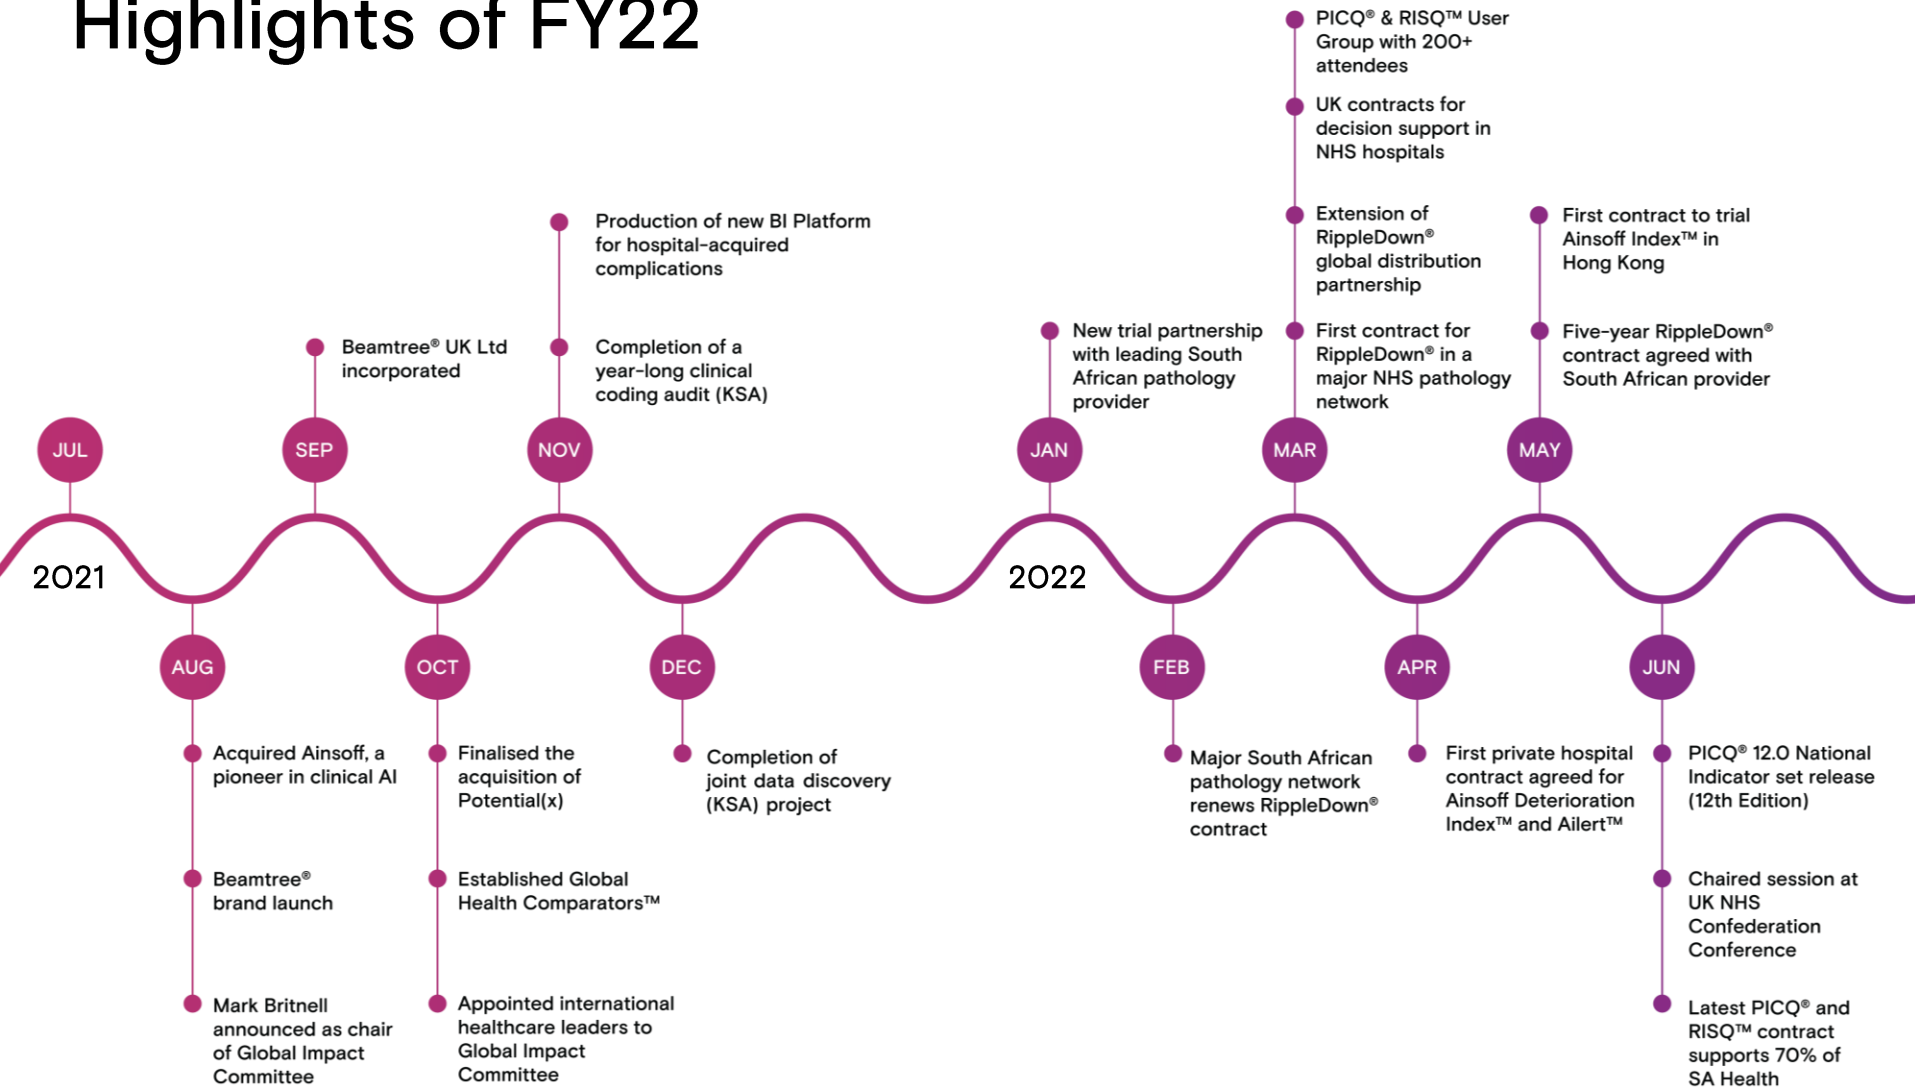 Highlights of FY22
PICQ® & RISQ™ User
Group with 200+
attendees
UK contracts for
decision support in
NHS hospitals
Extension of
RippleDown®
global distribution
partnership
First contract for
RippleDown® in a
major NHS pathology
network
Production of new BI Platform
for hospital-acquired
complications
Completion of a
year-long clinical
coding audit (KSA)
Beamtree® UK Ltd
incorporated
New trial partnership
with leading South
African pathology
provider
First contract to trial
Ainsoff Index™ in
Hong Kong
Five-year RippleDown®
contract agreed with
South African provider
JUL
SEP
NOV
JAN
MAR
MAY
2021
2022
AUG
OCT
DEC
FEB
APR
JUN
Acquired Ainsoff, a
pioneer in clinical AI
Beamtree®
brand launch
Mark Britnell
announced as chair
of Global Impact
Committee
Finalised the
acquisition of
Potential(x)
Established Global
Health Comparators™
Appointed international
healthcare leaders to
Global Impact
Committee
Completion of
joint data discovery
(KSA) project
Major South African
pathology network
renews RippleDown®
contract
First private hospital
contract agreed for
Ainsoff Deterioration
Index™ and Ailert™
PICQ® 12.0 National
Indicator set release
(12th Edition)
Chaired session at
UK NHS
Confederation
Conference
Latest PICQ® and
RISQ™ contract
supports 70% of
SA Health